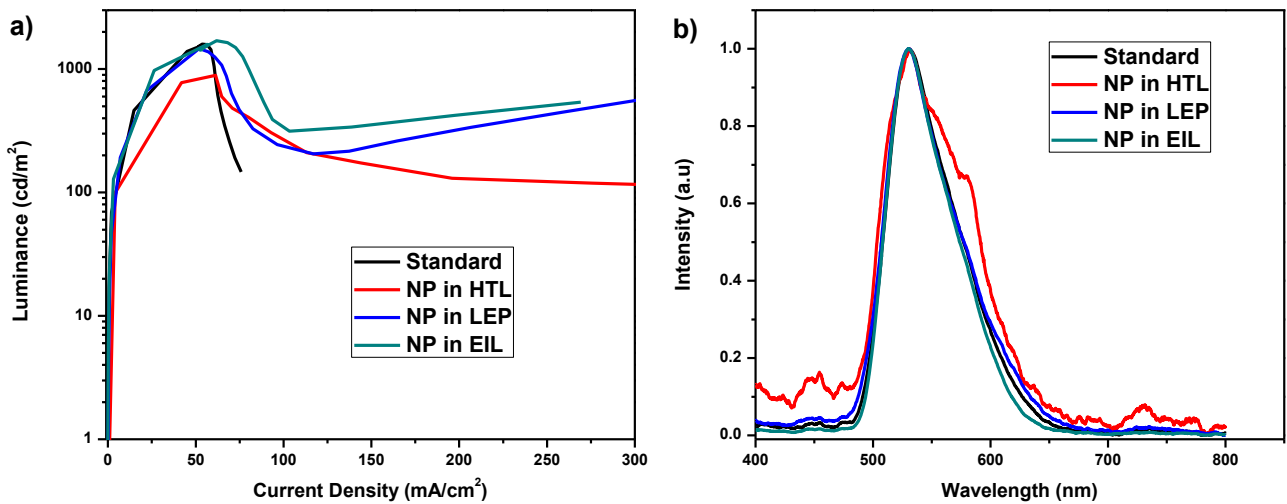 a)
Luminance (cd/m²)
1000
100
10
1
0
50
100
150
200
250
300
Current Density (mA/cm²)
Standard
NP in HTL
NP in LEP
NP in EIL
b)
Intensity (a.u)
1.0
0.8
0.6
0.4
0.2
0.0
400
500
600
700
800
Wavelength (nm)
Standard
NP in HTL
NP in LEP
NP in EIL